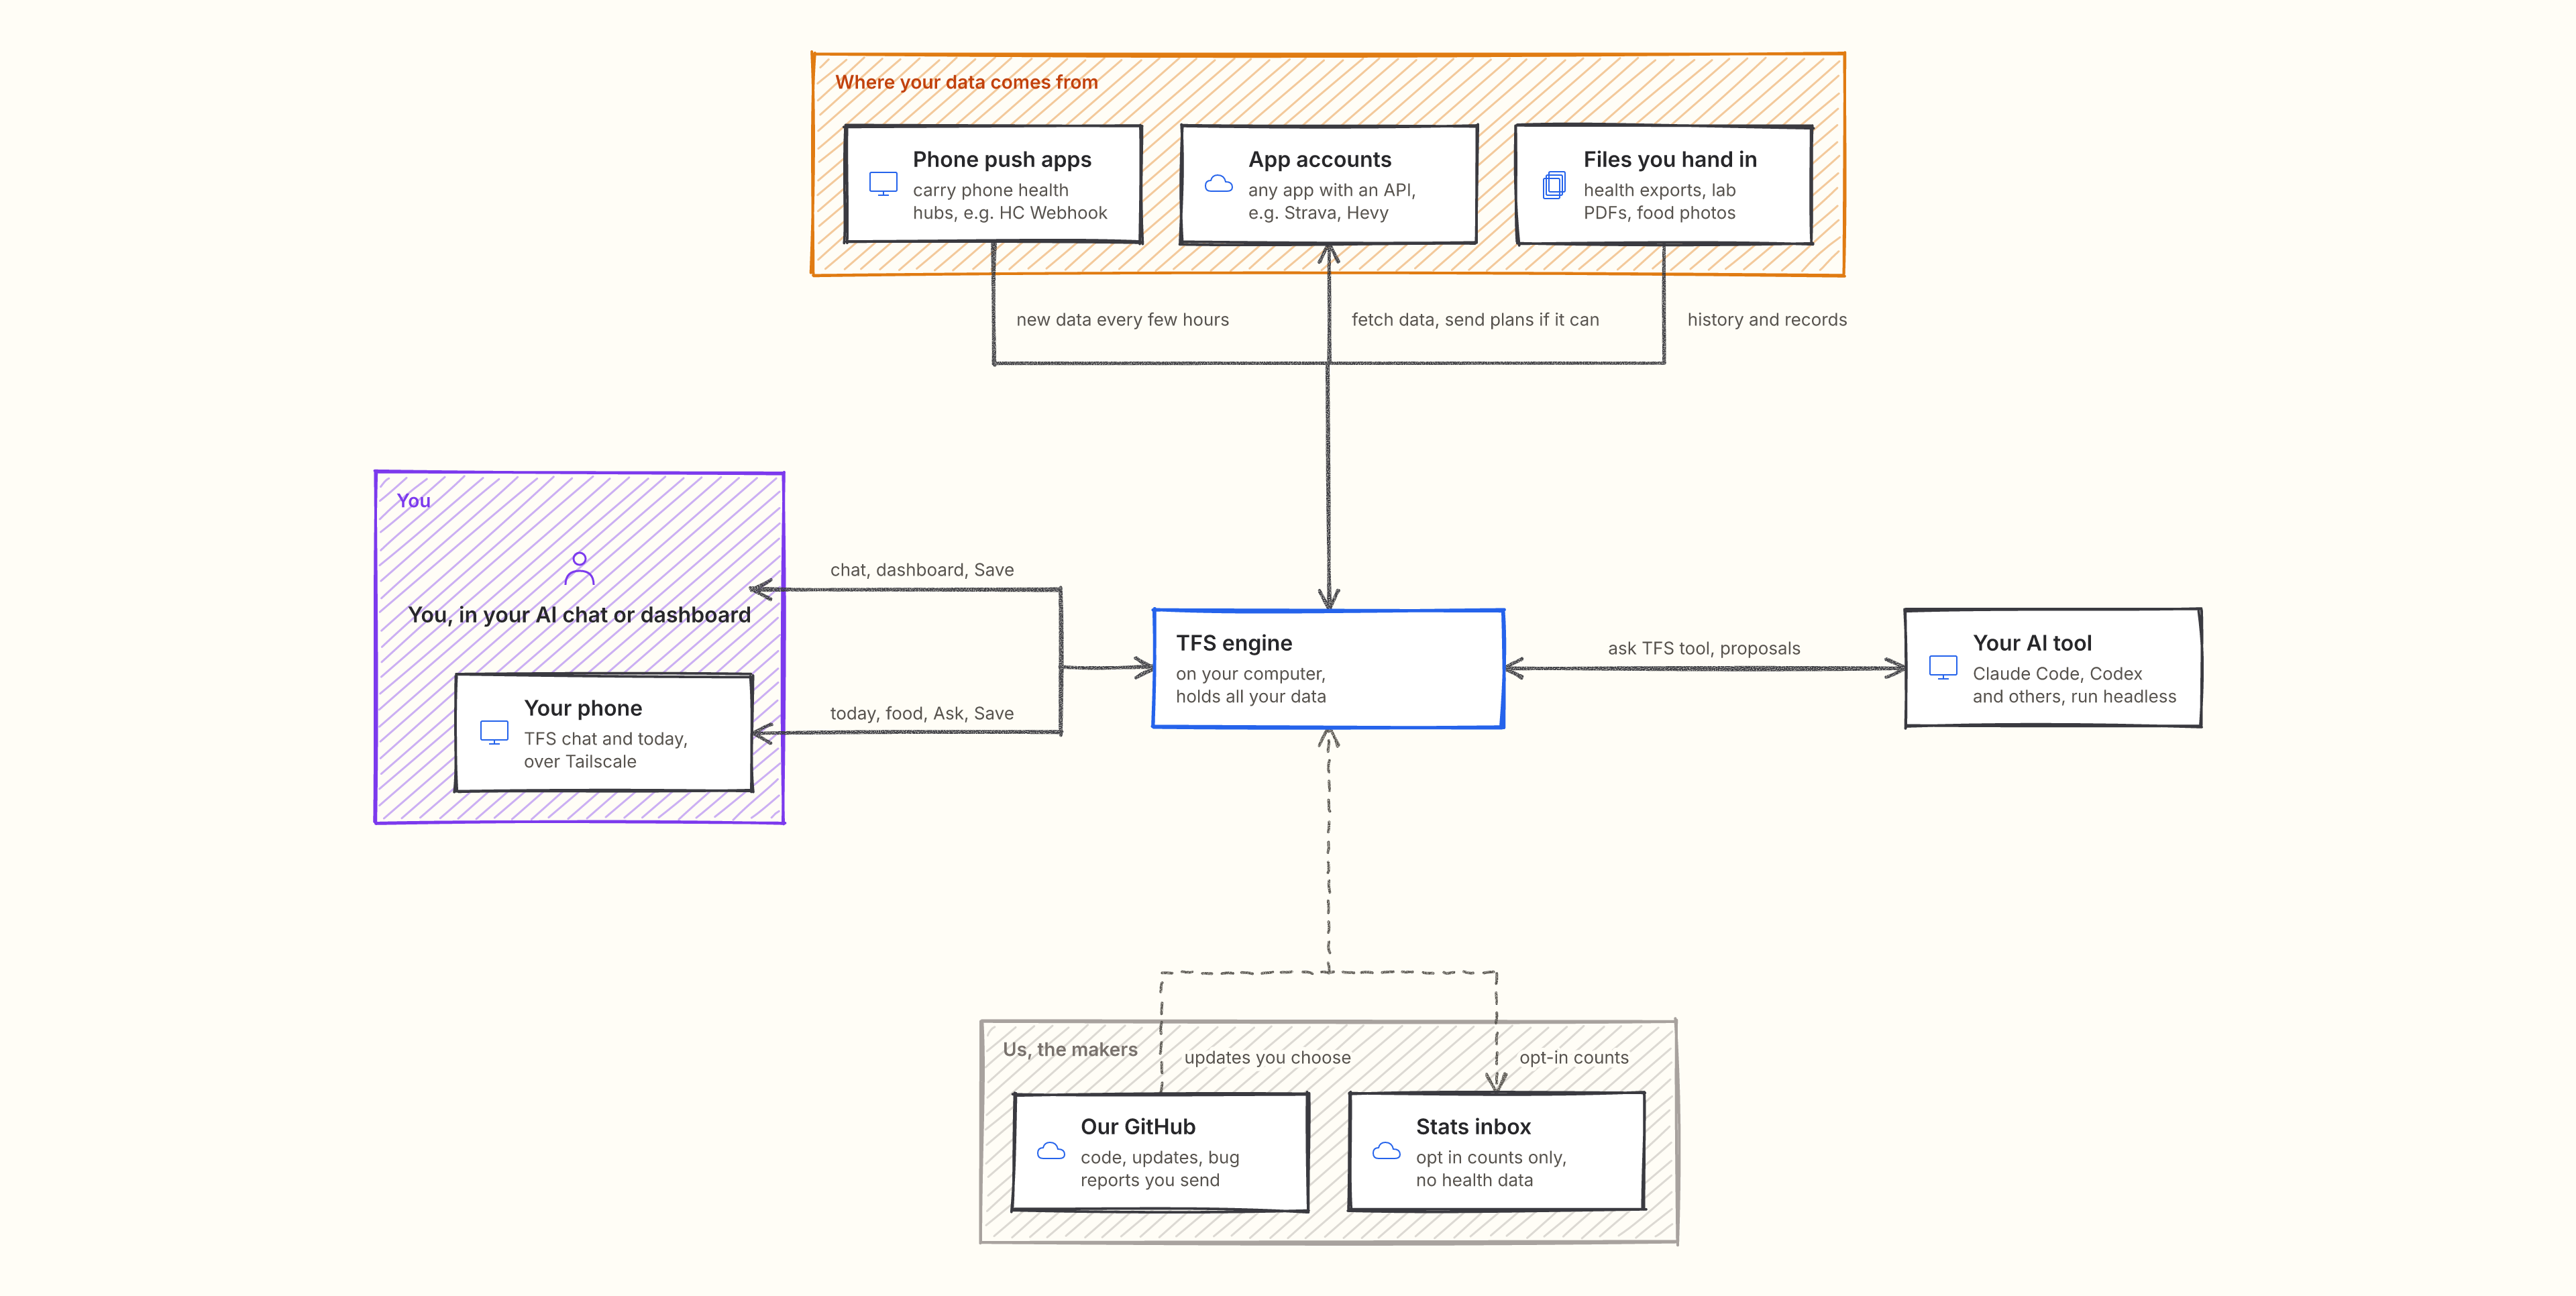 Where your data comes from
Phone push apps
carry phone health
hubs, e.g. HC Webhook
App accounts
any app with an API,
e.g. Strava, Hevy
Files you hand in
health exports, lab
PDFs, food photos
new data every few hours
fetch data, send plans if it can
history and records
You
You, in your AI chat or dashboard
Your phone
TFS chat and today,
over Tailscale
chat, dashboard, Save
today, food, Ask, Save
TFS engine
on your computer,
holds all your data
ask TFS tool, proposals
Your AI tool
Claude Code, Codex
and others, run headless
Us, the makers
updates you choose
opt-in counts
Our GitHub
code, updates, bug
reports you send
Stats inbox
opt in counts only,
no health data